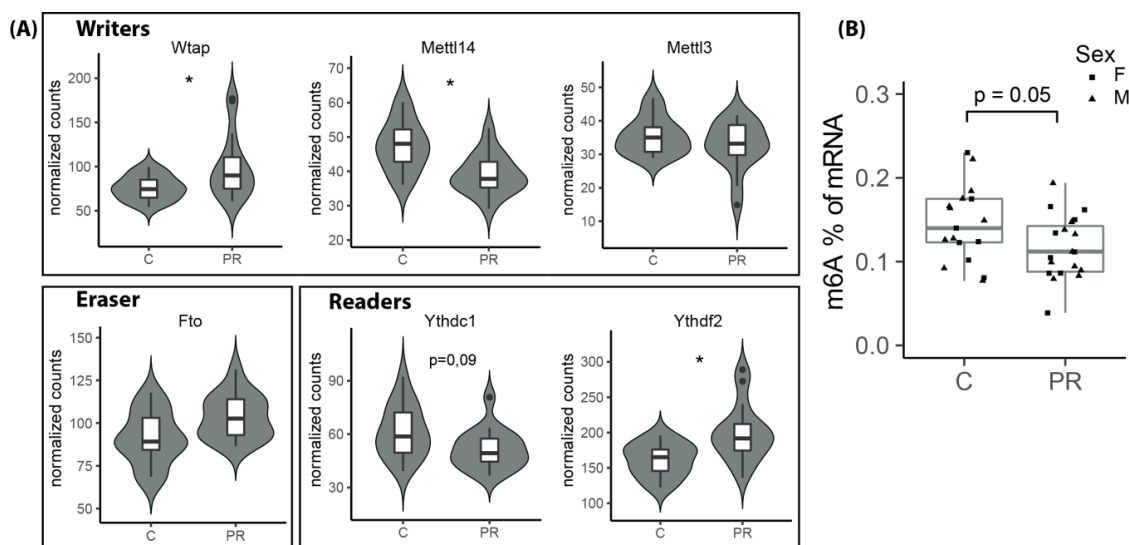 (A)
Writers
Wtap
normalized counts
200
150
100
50
*
C
PR
Mettl14
normalized counts
70
60
50
40
30
20
*
C
PR
Mettl3
normalized counts
50
40
30
20
10
C
PR
Eraser
Fto
normalized counts
150
125
100
75
50
C
PR
Readers
Ythdc1
normalized counts
90
60
30
p=0,09
C
PR
Ythdf2
normalized counts
300
250
200
150
100
*
C
PR
(B)
Sex
F
M
p = 0.05
m6A % of mRNA
0.3
0.2
0.1
0.0
C
PR